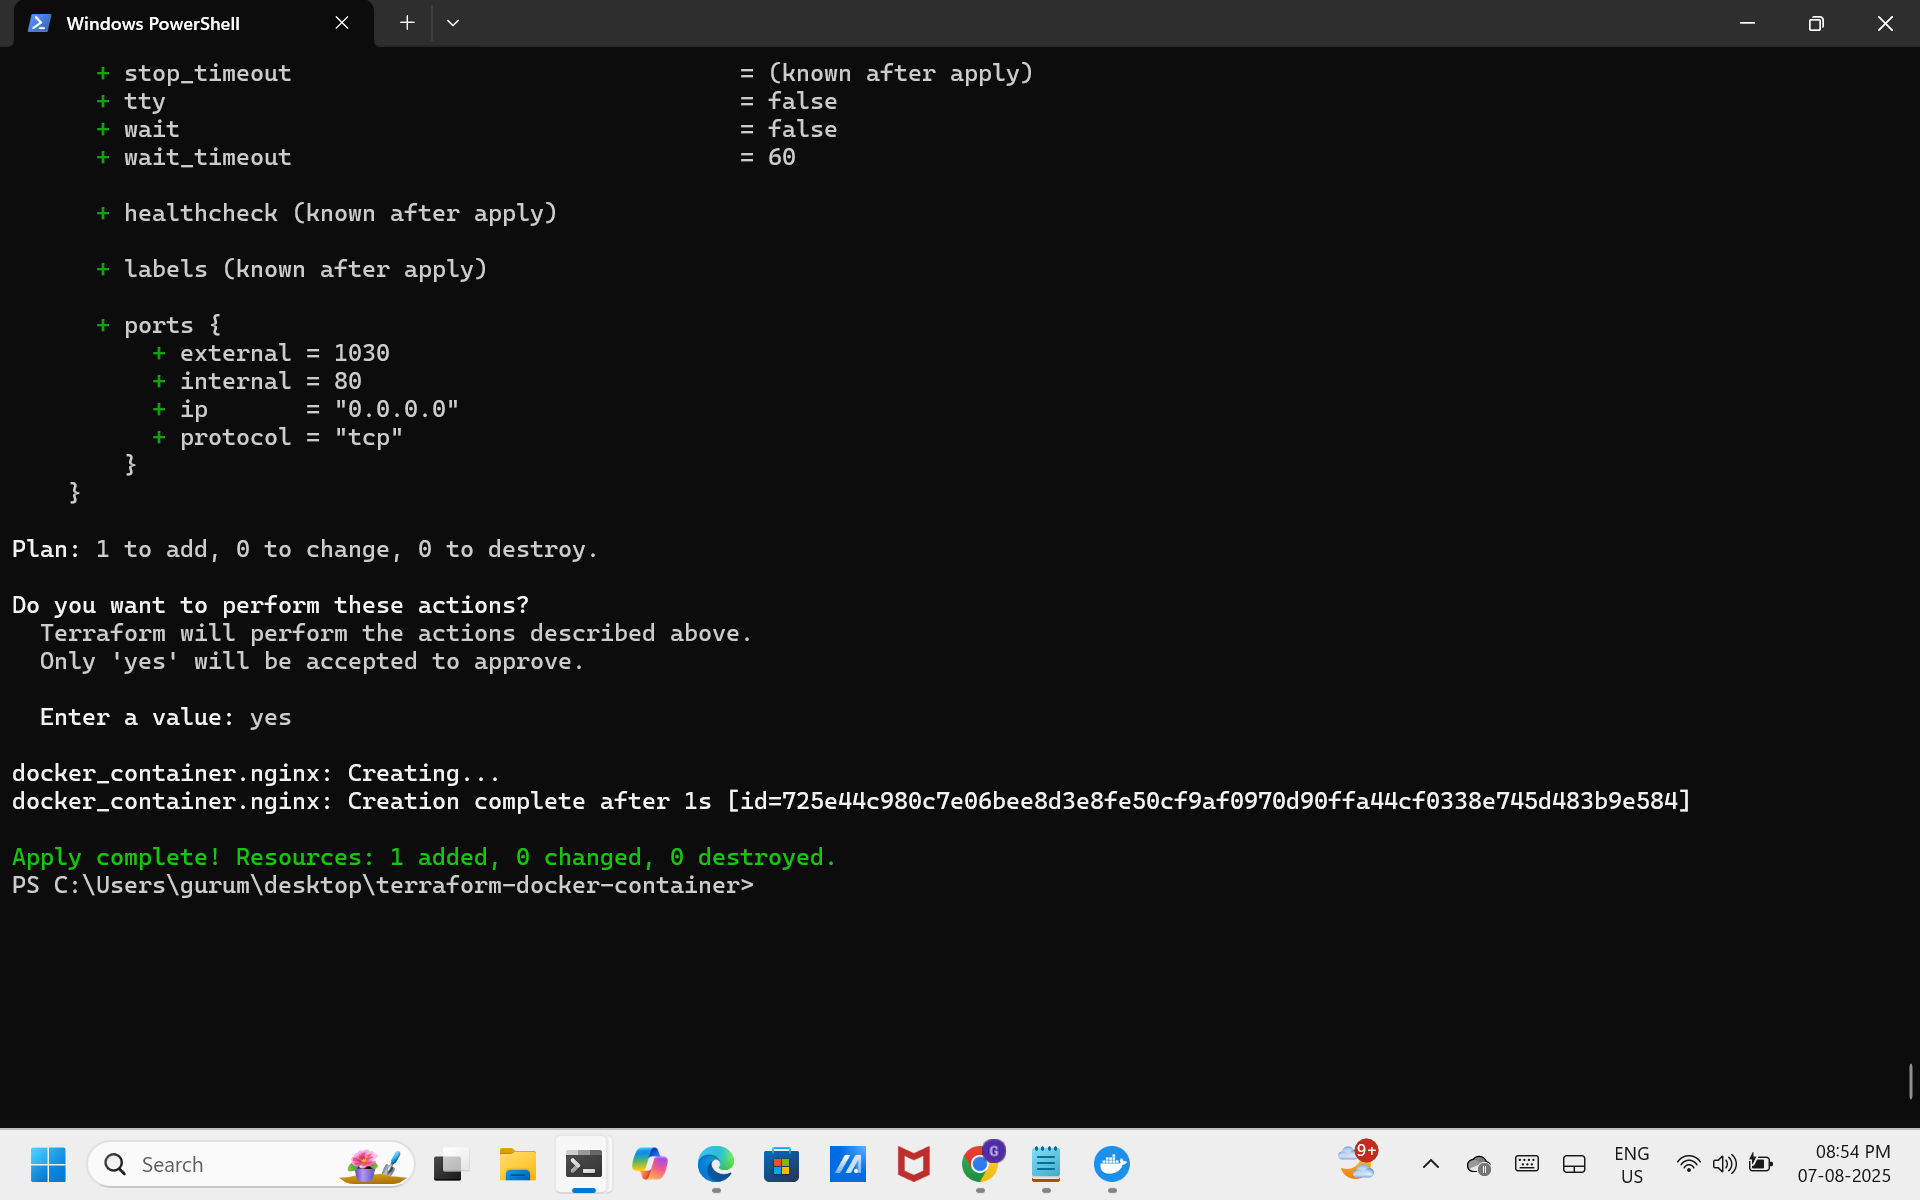 Windows PowerShell
+ stop_timeout = (known after apply)
+ tty = false
+ wait = false
+ wait_timeout = 60
+ healthcheck (known after apply)
+ labels (known after apply)
+ ports {
+ external = 1030
+ internal = 80
+ ip = "0.0.0.0"
+ protocol = "tcp"
}
}
Plan: 1 to add, 0 to change, 0 to destroy.
Do you want to perform these actions?
Terraform will perform the actions described above.
Only 'yes' will be accepted to approve.
Enter a value: yes
docker_container.nginx: Creating...
docker_container.nginx: Creation complete after 1s [id=725e44c980c7e06bee8d3e8fe50cf9af0970d90ffa44cf0338e745d483b9e584]
Apply complete! Resources: 1 added, 0 changed, 0 destroyed.
PS C:\Users\gurum\desktop\terraform-docker-container>
Search
G
9+
ENG
US
08:54 PM
07-08-2025